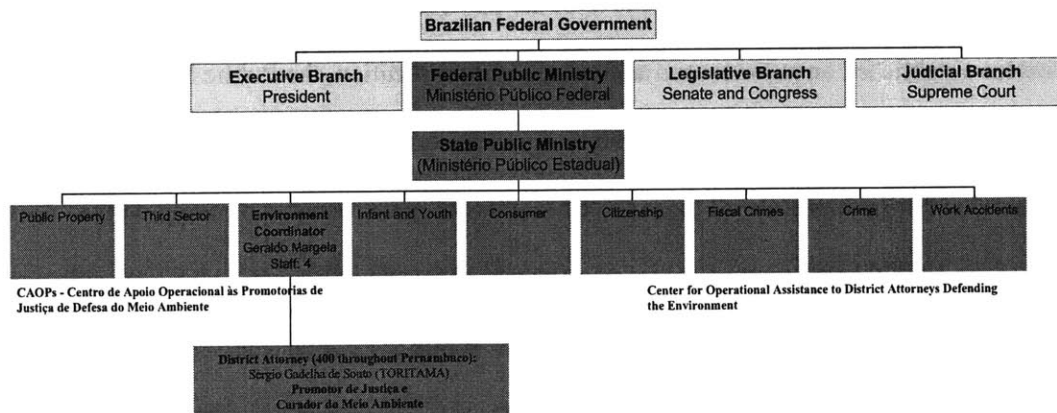 Brazilian Federal Government
Executive Branch
President
Federal Public Ministry
Ministério Público Federal
Legislative Branch
Senate and Congress
Judicial Branch
Supreme Court
State Public Ministry
(Ministério Público Estadual)
Public Property
Third Sector
Environment
Coordinator
Geraldo Margela
Staff: 4
Infant and Youth
Consumer
Citizenship
Fiscal Crimes
Crime
Work Accidents
CAOPs - Centro de Apoio Operacional às Promotorias de
Justiça de Defesa do Meio Ambiente
Center for Operational Assistance to District Attorneys Defending
the Environment
District Attorney (400 throughout Pernambuco):
Sergio Gadelha de Souto (TORITAMA)
Promotor de Justiça e
Curador do Meio Ambiente